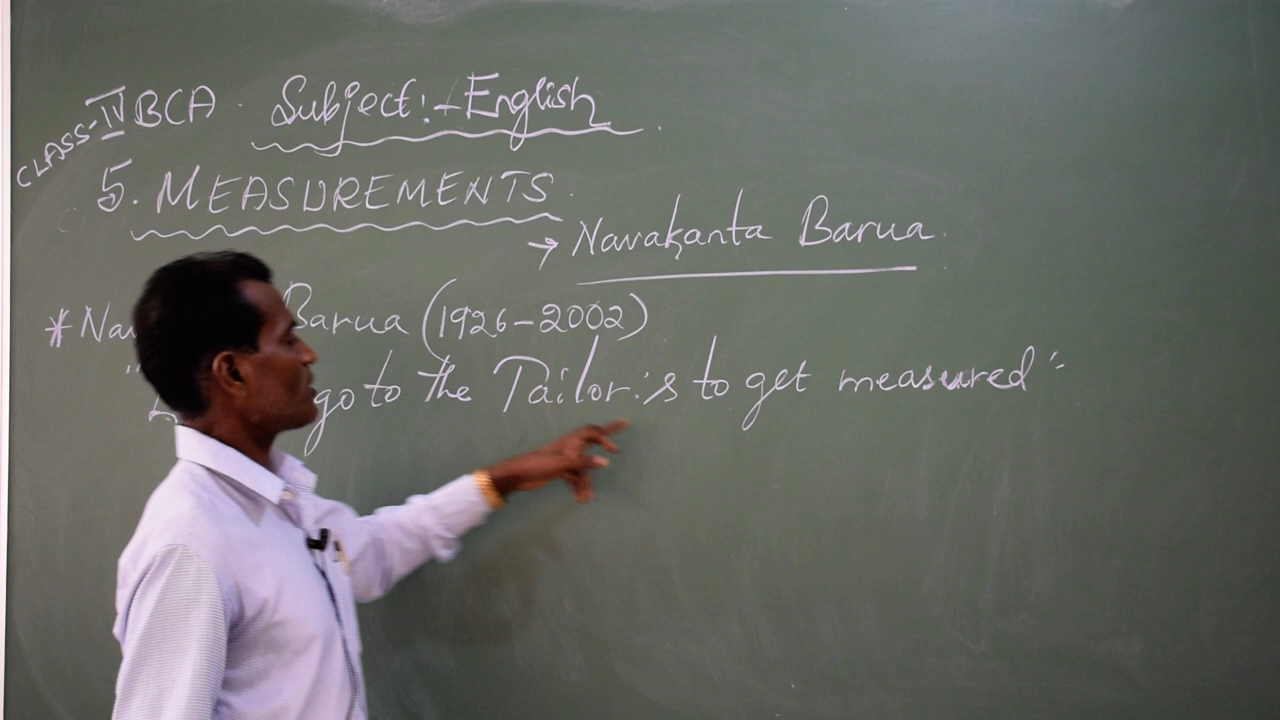 CLASS-IV BCA. Subject:- English.
5. MEASUREMENTS.
→ Navakanta Barua.
* Na Barua (1926-2002)
" go to the Tailor's to get measured"